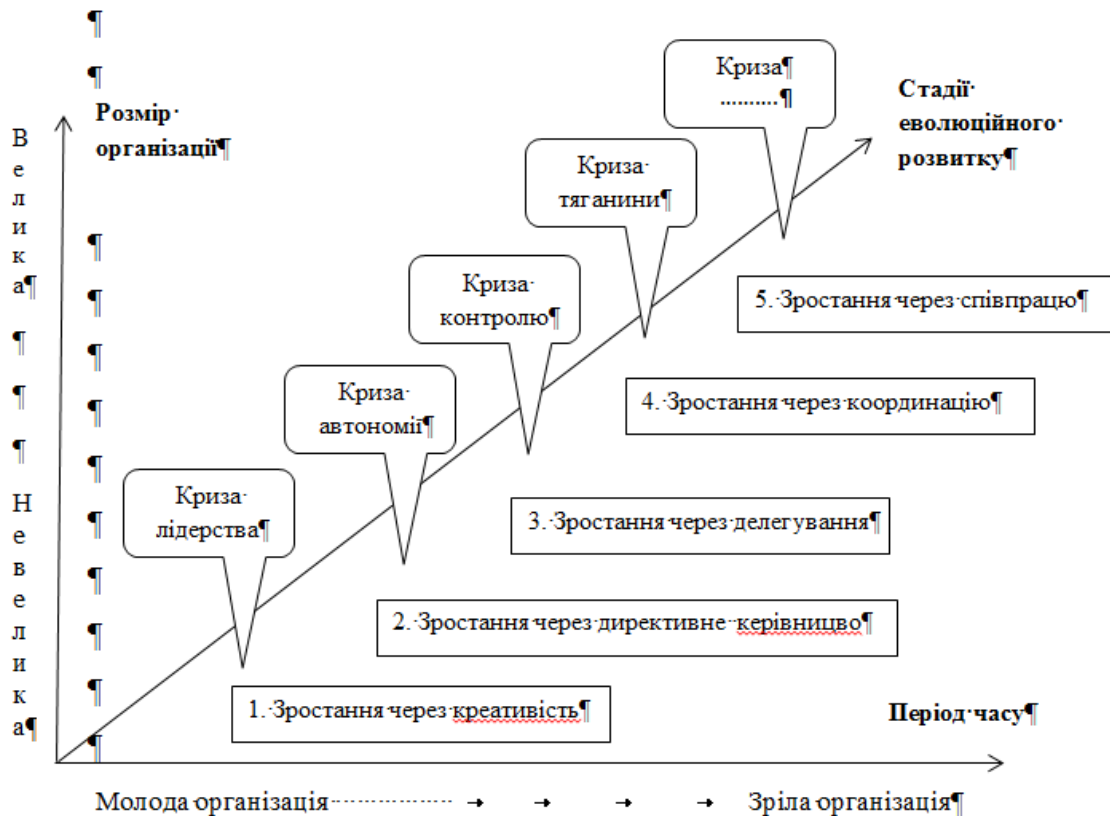 Розмір
організації¶
Велика¶
Невелика¶
Криза¶
..........¶
Стадії
еволюційного
розвитку¶
Криза
тяганини¶
Криза
контролю¶
Криза
автономії¶
Криза
лідерства¶
5. Зростання через співпрацю¶
4. Зростання через координацію¶
3. Зростання через делегування¶
2. Зростання через директивне керівницво¶
1. Зростання через креативість¶
Період часу¶
Молода організація ............ → → → → Зріла організація¶